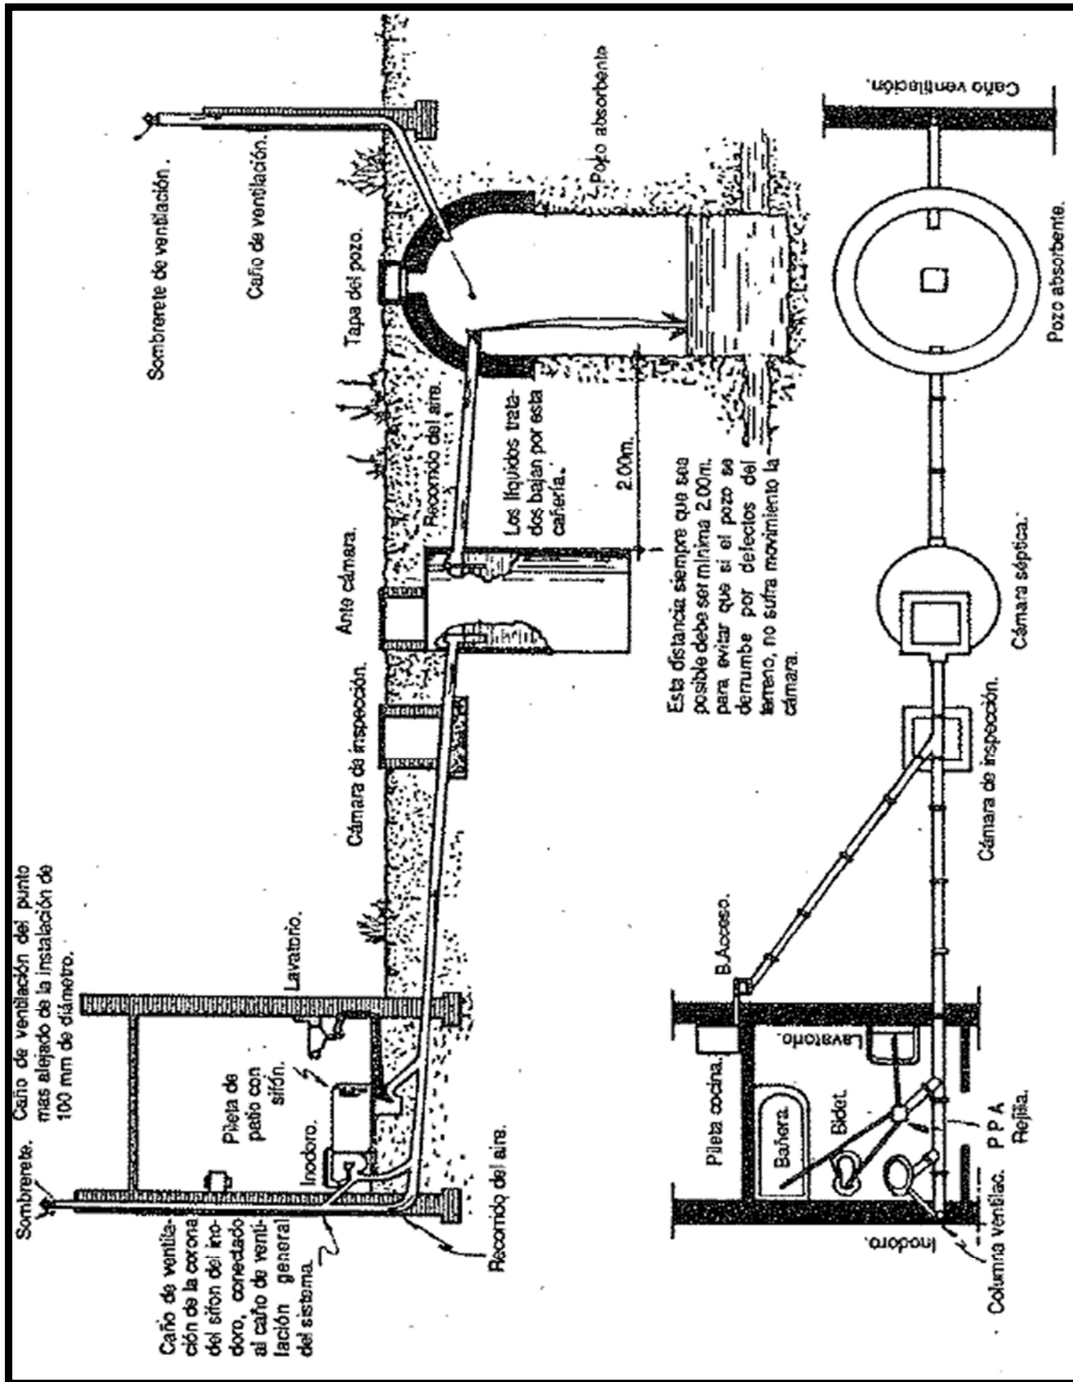 Sombrerete.
Caño de ventilación del punto
mas alejado de la instalación de
100 mm de diámetro.
Caño de ventila-
ción de la corona
del sifon del ino-
doro, conectado
al caño de venti-
lación general
del sistema.
Recorrido del aire.
Inodoro.
Pileta de
patio con
sifón.
Lavatorio.
Cámara de inspección.
Ante cámara.
Recorrido del aire.
Los líquidos trata-
dos bajan por esta
cañería.
2.00m.
Esta distancia siempre que sea
posible debe ser mínima 2.00m.
para evitar que si el pozo se
derrumbe por defectos del
terreno, no sufra movimiento la
cámara.
Tapa del pozo.
Caño de ventilación.
Sombrerete de ventilación.
Pozo absorbente
Pileta cocina.
Bañera.
Bidet.
Lavatorio.
Inodoro.
Columna ventilac.
P P A
Rejilla.
B.Acceso.
Cámara de inspección.
Cámara séptica.
Pozo absorbente.
Caño ventilación.